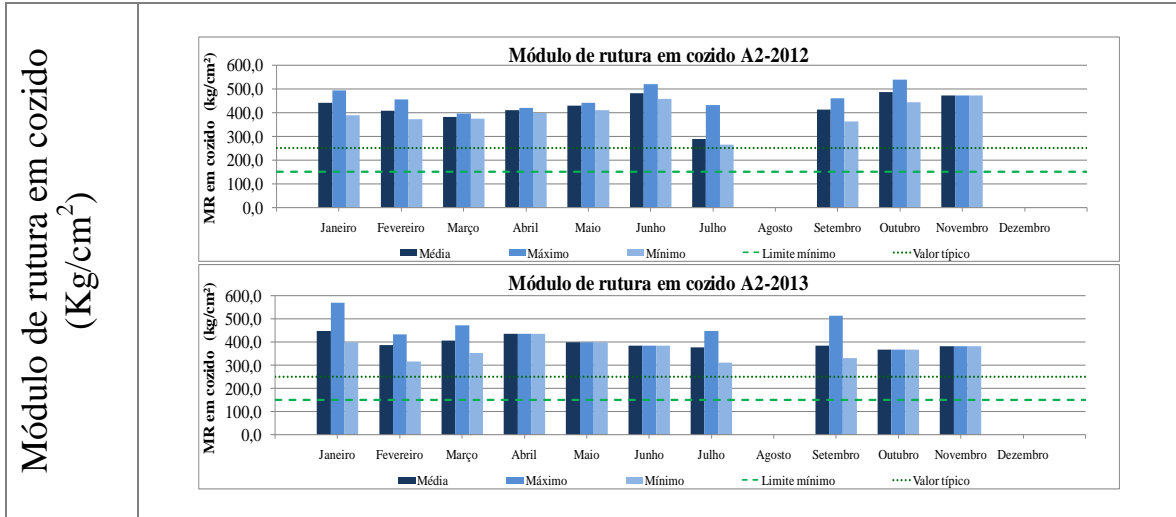 Módulo de rutura em cozido
(Kg/cm²)
Módulo de rutura em cozido A2-2012
MR em cozido (kg/cm²)
600,0
500,0
400,0
300,0
200,0
100,0
0,0
Janeiro Fevereiro Março Abril Maio Junho Julho Agosto Setembro Outubro Novembro Dezembro
Média Máximo Mínimo Limite mínimo Valor típico
Módulo de rutura em cozido A2-2013
MR em cozido (kg/cm²)
600,0
500,0
400,0
300,0
200,0
100,0
0,0
Janeiro Fevereiro Março Abril Maio Junho Julho Agosto Setembro Outubro Novembro Dezembro
Média Máximo Mínimo Limite mínimo Valor típico